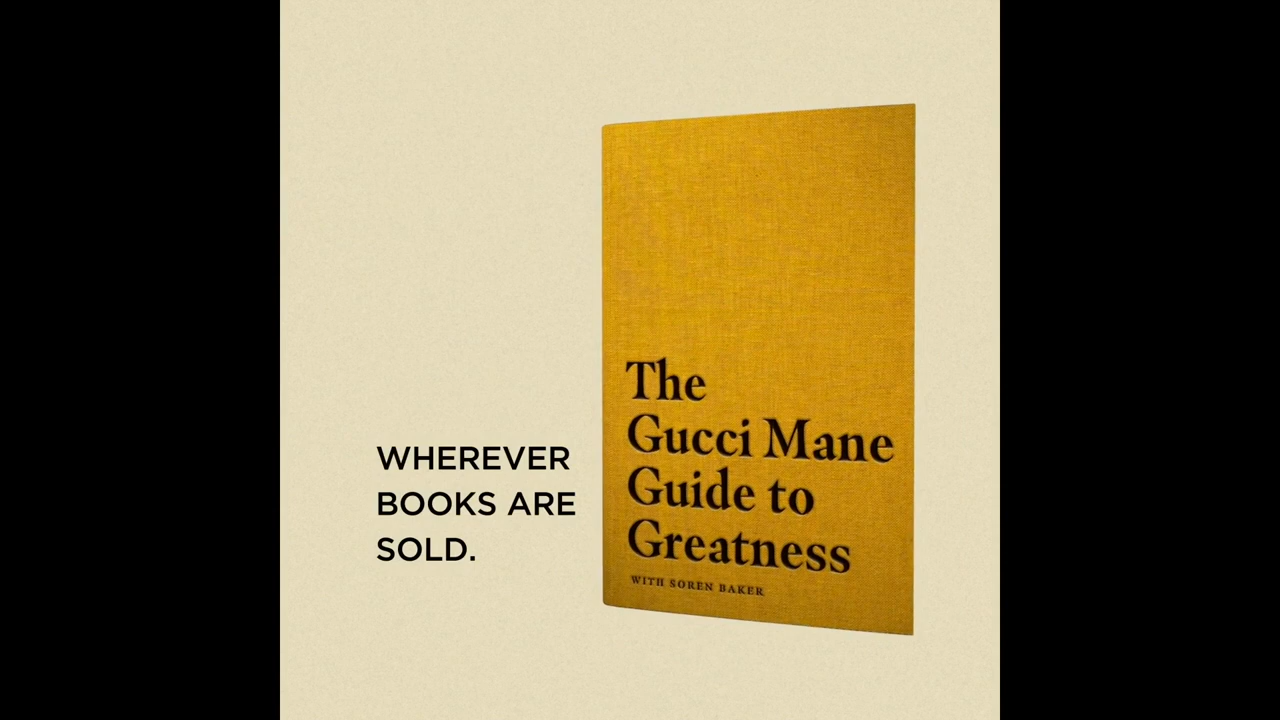 WHEREVER
BOOKS ARE
SOLD.
The
Gucci Mane
Guide to
Greatness
WITH SOREN BAKER